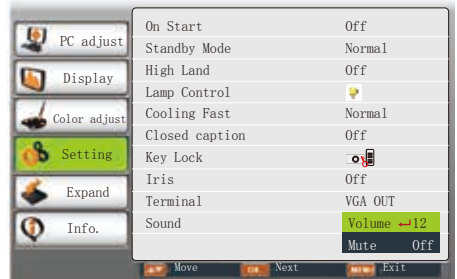 PC adjust
Display
Color adjust
Setting
Expand
Info.
On Start Off
Standby Mode Normal
High Land Off
Lamp Control
Cooling Fast Normal
Closed caption Off
Key Lock
Iris Off
Terminal VGA OUT
Sound Volume 12
Mute Off
Move Next Exit